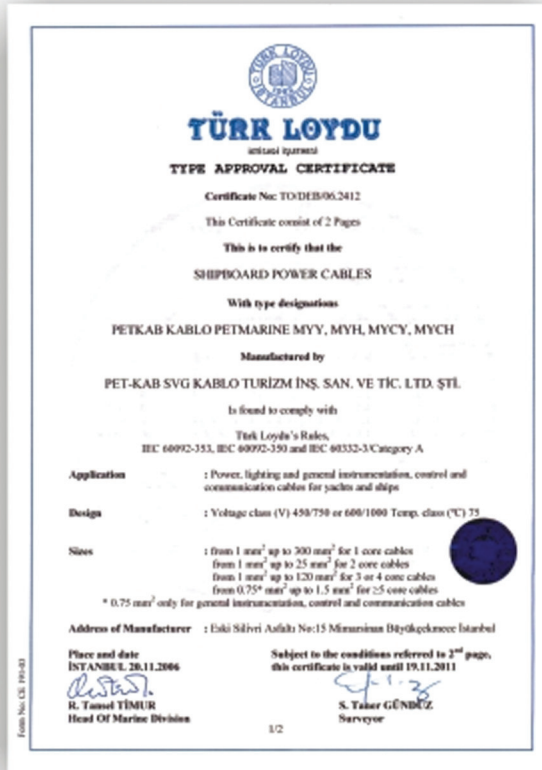 TÜRK LOYDU
TYPE APPROVAL CERTIFICATE
Certificate No: TO/DEB/06.2412
This Certificate consist of 2 Pages
This is to certify that the
SHIPBOARD POWER CABLES
With type designations
PETKAB KABLO PETMARINE MYY, MYH, MYCY, MYCH
Manufactured by
PET-KAB SVG KABLO TURİZM İNŞ. SAN. VE TİC. LTD. ŞTİ.
Is found to comply with
Türk Loydu's Rules,
IEC 60092-353, IEC 60092-350 and IEC 60332-3/Category A
Application : Power, lighting and general instrumentation, control and
communication cables for yachts and ships
Design : Voltage class (V) 450/750 or 600/1000 Temp. class (°C) 75
Sizes : from 1 mm² up to 300 mm² for 1 core cables
from 1 mm² up to 25 mm² for 2 core cables
from 1 mm² up to 120 mm² for 3 or 4 core cables
from 0.75* mm² up to 1.5 mm² for ≥5 core cables
* 0.75 mm² only for general instrumentation, control and communication cables
Address of Manufacturer : Eski Silivri Asfaltı No:15 Mimarsinan Büyükçekmece İstanbul
Place and date
İSTANBUL 20.11.2006
R. Tansel TİMUR
Head Of Marine Division
Subject to the conditions referred to 2nd page,
this certificate is valid until 19.11.2011
S. Taner GÜNDÜZ
Surveyor
1/2
Form No: CE 191-03